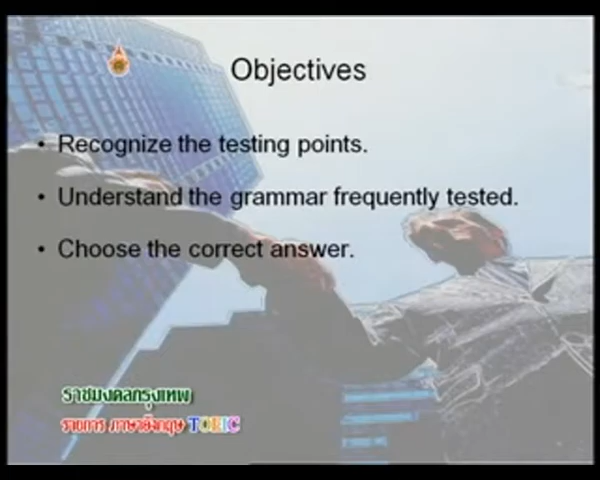 Objectives
• Recognize the testing points.
• Understand the grammar frequently tested.
• Choose the correct answer.
ราชมงคลกรุงเทพ
รายการ ภาษาอังกฤษ TOEIC